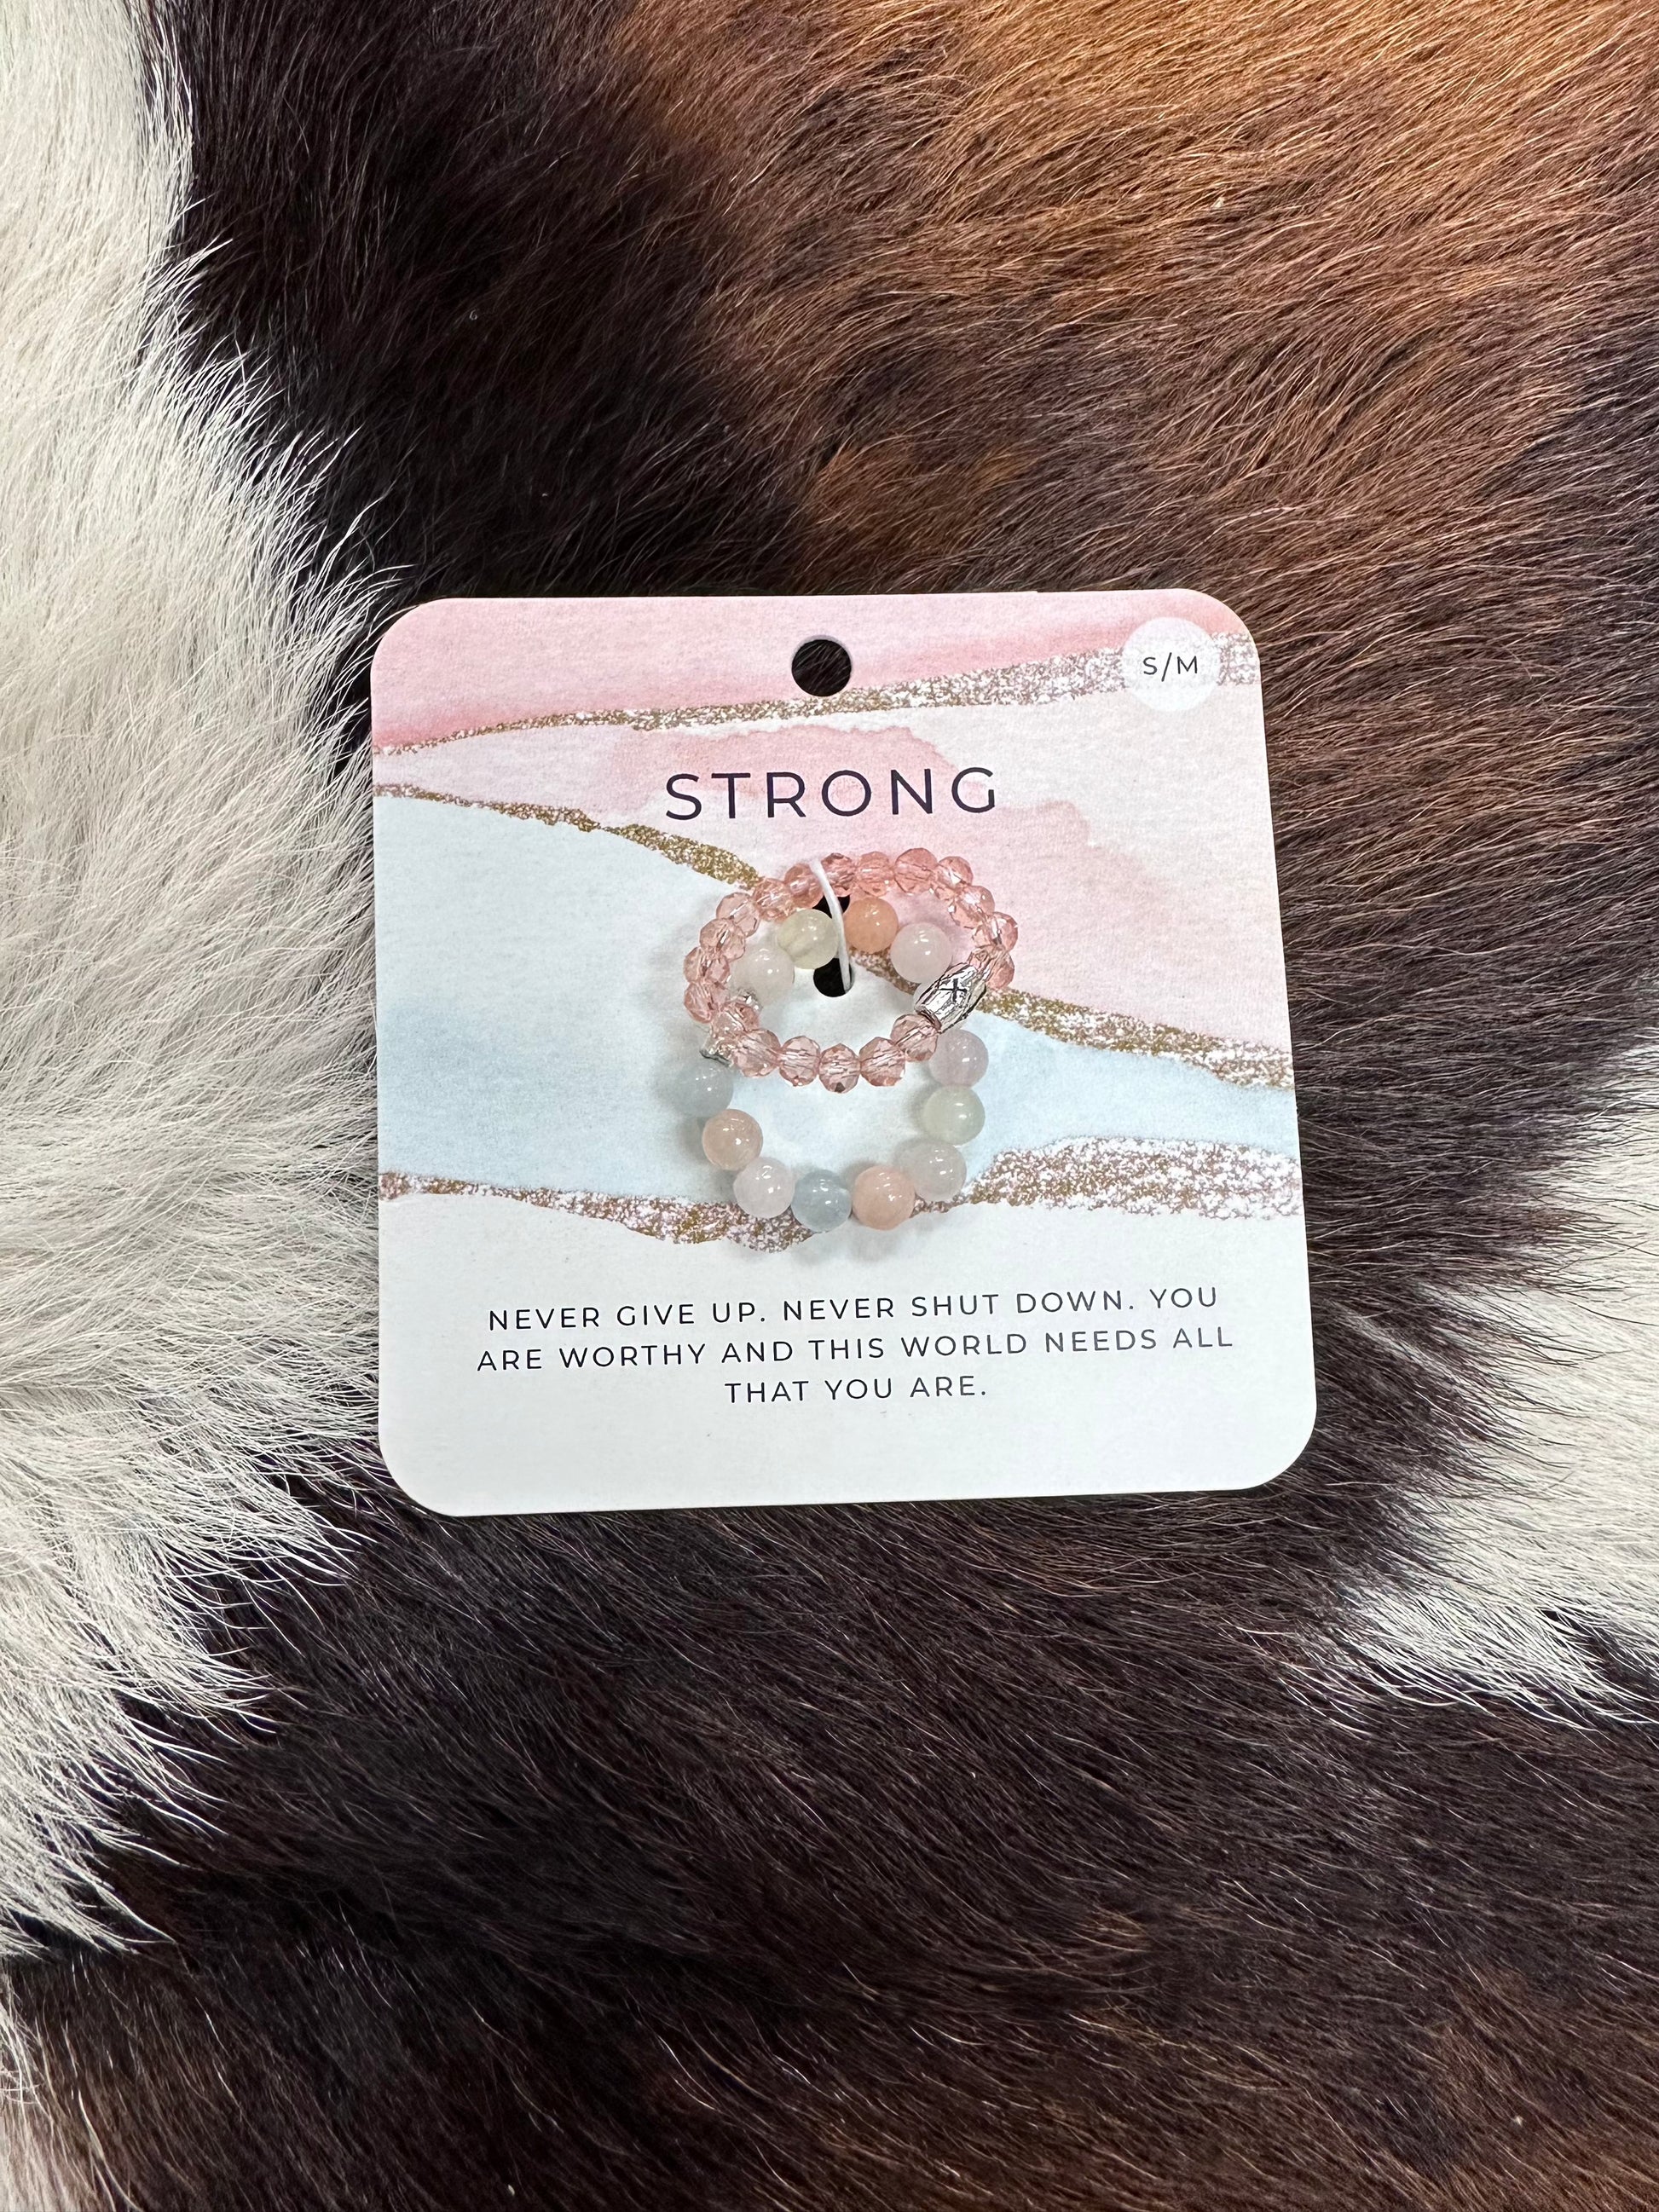 S/M
STRONG
NEVER GIVE UP. NEVER SHUT DOWN. YOU
ARE WORTHY AND THIS WORLD NEEDS ALL
THAT YOU ARE.